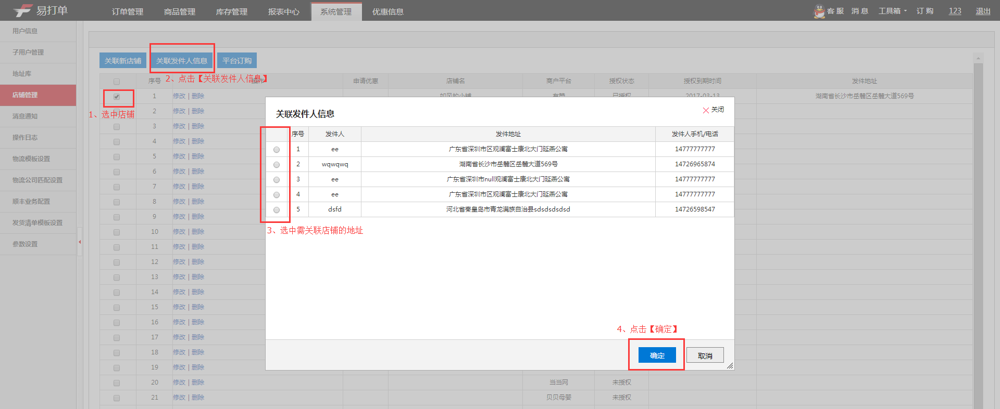 易打单 订单管理 商品管理 库存管理 报表中心 系统管理 优惠信息 客 服 消 息 工具箱 订 购 123 退出
用户信息
子用户管理
地址库
店铺管理
消息通知
操作日志
物流模板设置
物流公司匹配设置
顺丰业务配置
发货清单模板设置
参数设置
关联新店铺 关联发件人信息 平台订购
2、点击【关联发件人信息】
序号 申请优惠 店铺名 商户平台 授权状态 授权到期时间 发件地址
1 修改 | 删除 如风的小铺 有赞 已授权 2017-03-13 湖南省长沙市岳麓区岳麓大道569号
1、选中店铺
2 修改 | 删除
3 修改 | 删除
4 修改 | 删除
5 修改 | 删除
6 修改 | 删除
7 修改 | 删除
8 修改 | 删除
9 修改 | 删除
10 修改 | 删除
11 修改 | 删除
12 修改 | 删除
13 修改 | 删除
14 修改 | 删除
15 修改 | 删除
16 修改 | 删除
17 修改 | 删除
18 修改 | 删除
19 修改 | 删除
20 修改 | 删除 当当网 未授权
21 修改 | 删除 贝贝母婴 未授权
关联发件人信息 关闭
序号 发件人 发件地址 发件人手机/电话
1 ee 广东省深圳市区观澜富士康北大门延燕公寓 14777777777
2 wqwqwq 湖南省长沙市岳麓区岳麓大道569号 14726965874
3 ee 广东省深圳市null观澜富士康北大门延燕公寓 14777777777
4 ee 广东省深圳市区观澜富士康北大门延燕公寓 14777777777
5 dsfd 河北省秦皇岛市青龙满族自治县sdsdsdsdsd 14726598547
3、选中需关联店铺的地址
4、点击【确定】
确定 取消